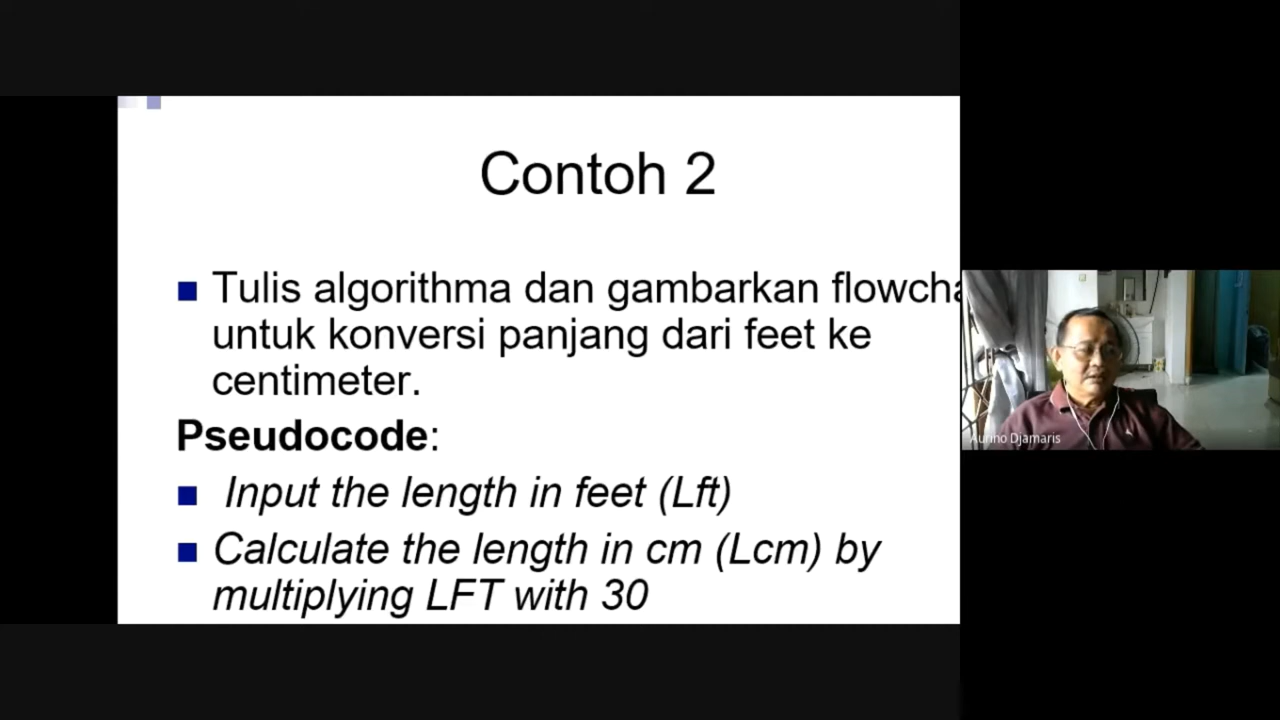 Contoh 2
Tulis algorithma dan gambarkan flowcha
untuk konversi panjang dari feet ke
centimeter.
Pseudocode:
Input the length in feet (Lft)
Calculate the length in cm (Lcm) by
multiplying LFT with 30
Aurino Djamaris